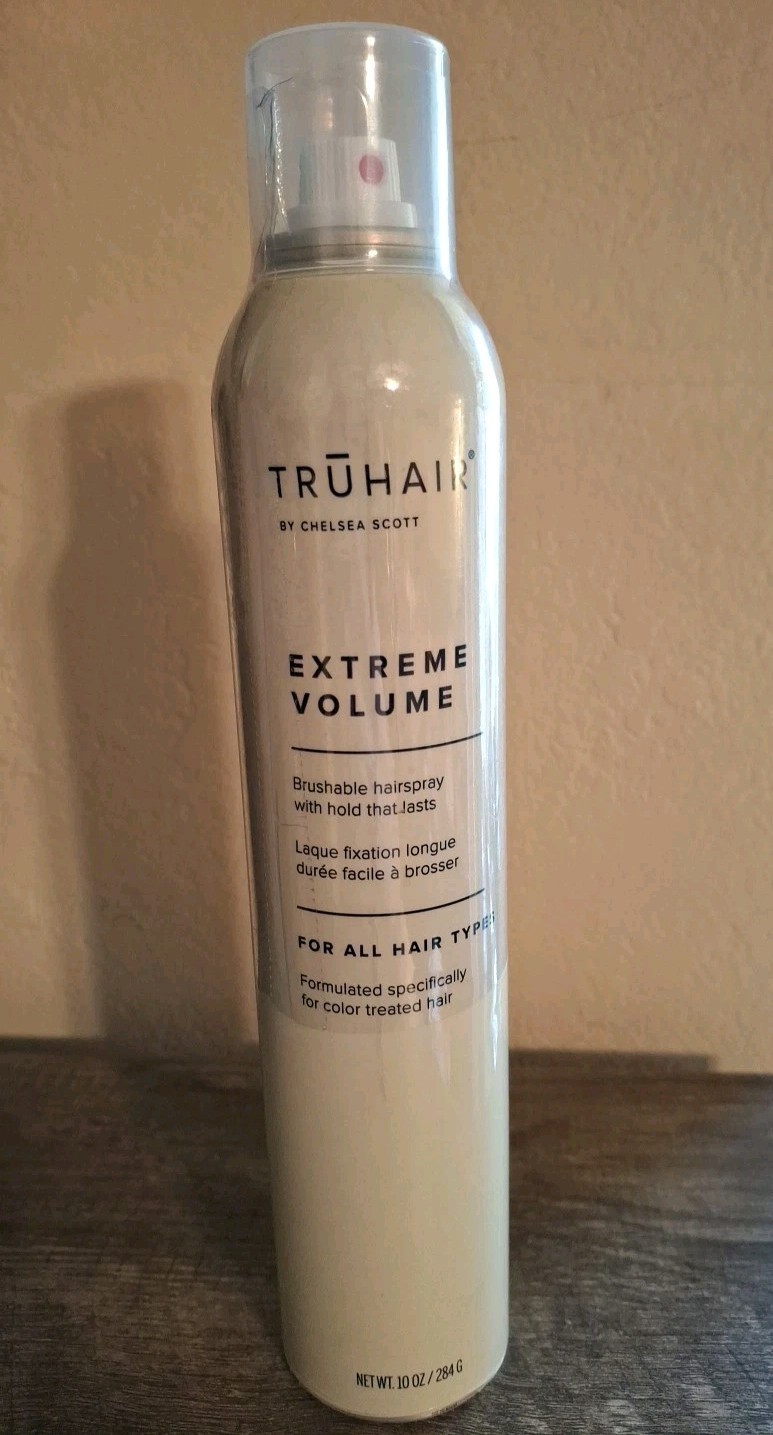 TRŪHAIR®
BY CHELSEA SCOTT
EXTREME
VOLUME
Brushable hairspray
with hold that lasts
Laque fixation longue
durée facile à brosser
FOR ALL HAIR TYPES
Formulated specifically
for color treated hair
NET WT. 10 OZ / 284 G